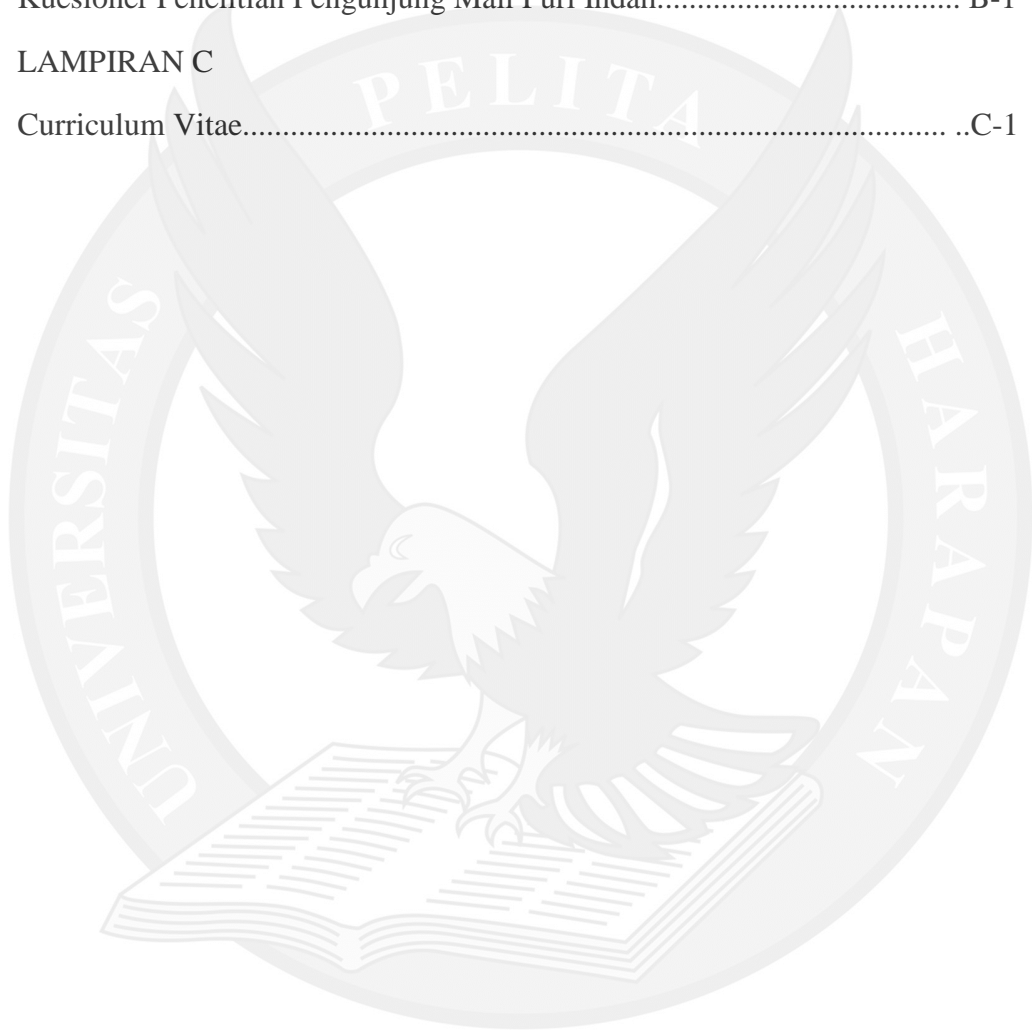 Kuesioner Penelitian Pengunjung Mall Puri Indah...................................... B-1
LAMPIRAN C
Curriculum Vitae........................................................................................ ..C-1
UNIVERSITAS PELITA HARAPAN